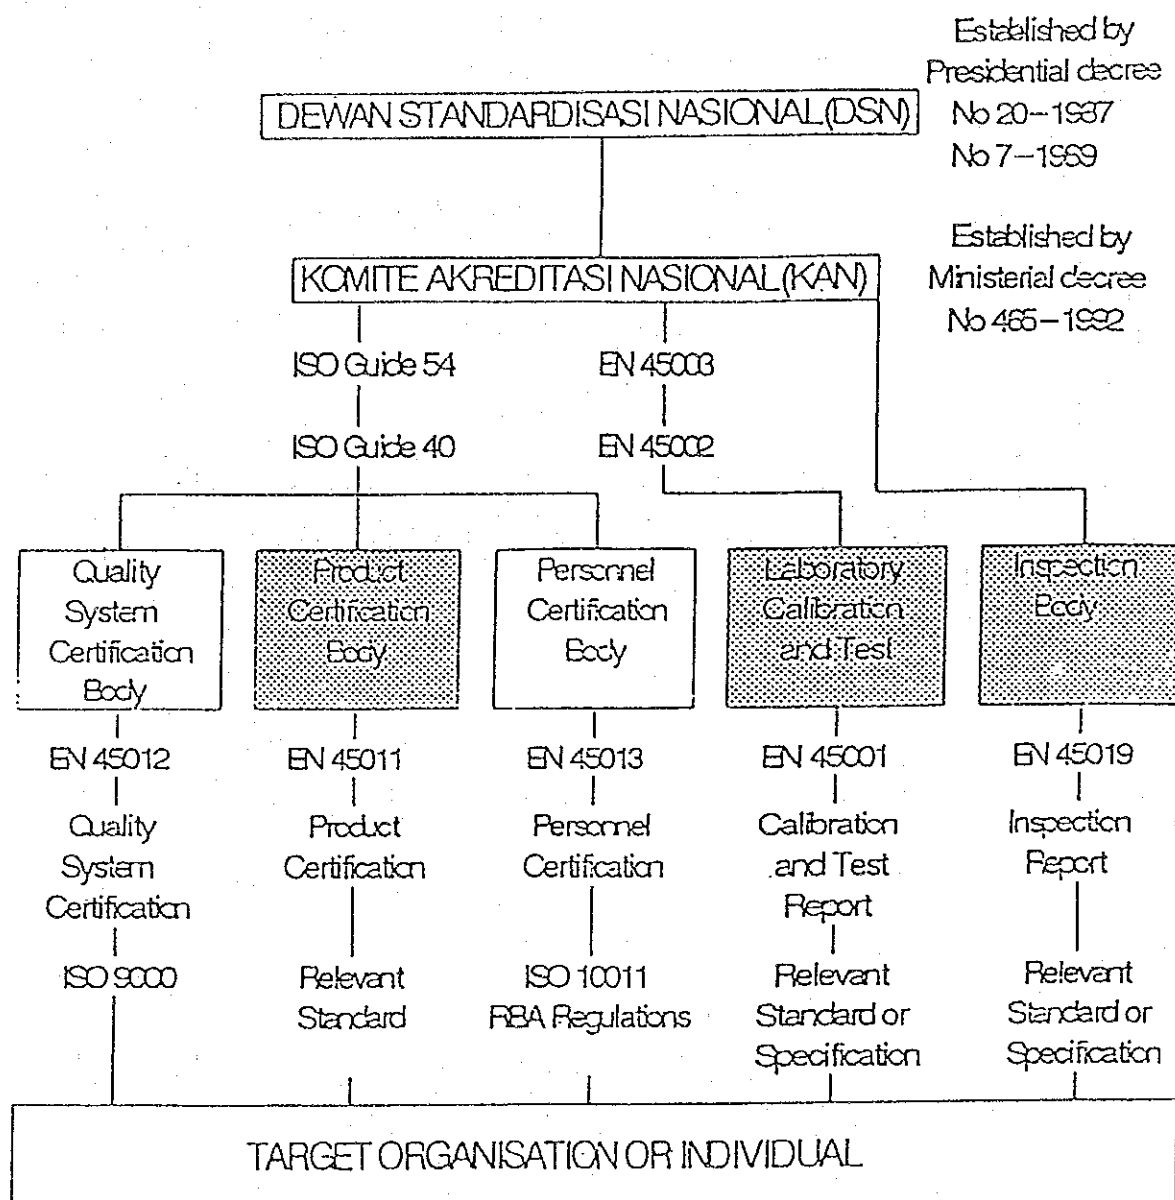 Established by
Presidential decree
No 20-1987
No 7-1989
DEWAN STANDARDISASI NASIONAL(DSN)
Established by
Ministerial decree
No 465-1992
KOMITE AKREDITASI NASIONAL(KAN)
ISO Guide 54
EN 45003
ISO Guide 40
EN 45002
Quality
System
Certification
Body
Product
Certification
Body
Personnel
Certification
Body
Laboratory
Calibration
and Test
Inspection
Body
EN 45012
EN 45011
EN 45013
EN 45001
EN 45019
Quality
System
Certification
Product
Certification
Personnel
Certification
Calibration
and Test
Report
Inspection
Report
ISO 9000
Relevant
Standard
ISO 10011
RBA Regulations
Relevant
Standard or
Specification
Relevant
Standard or
Specification
TARGET ORGANISATION OR INDIVIDUAL